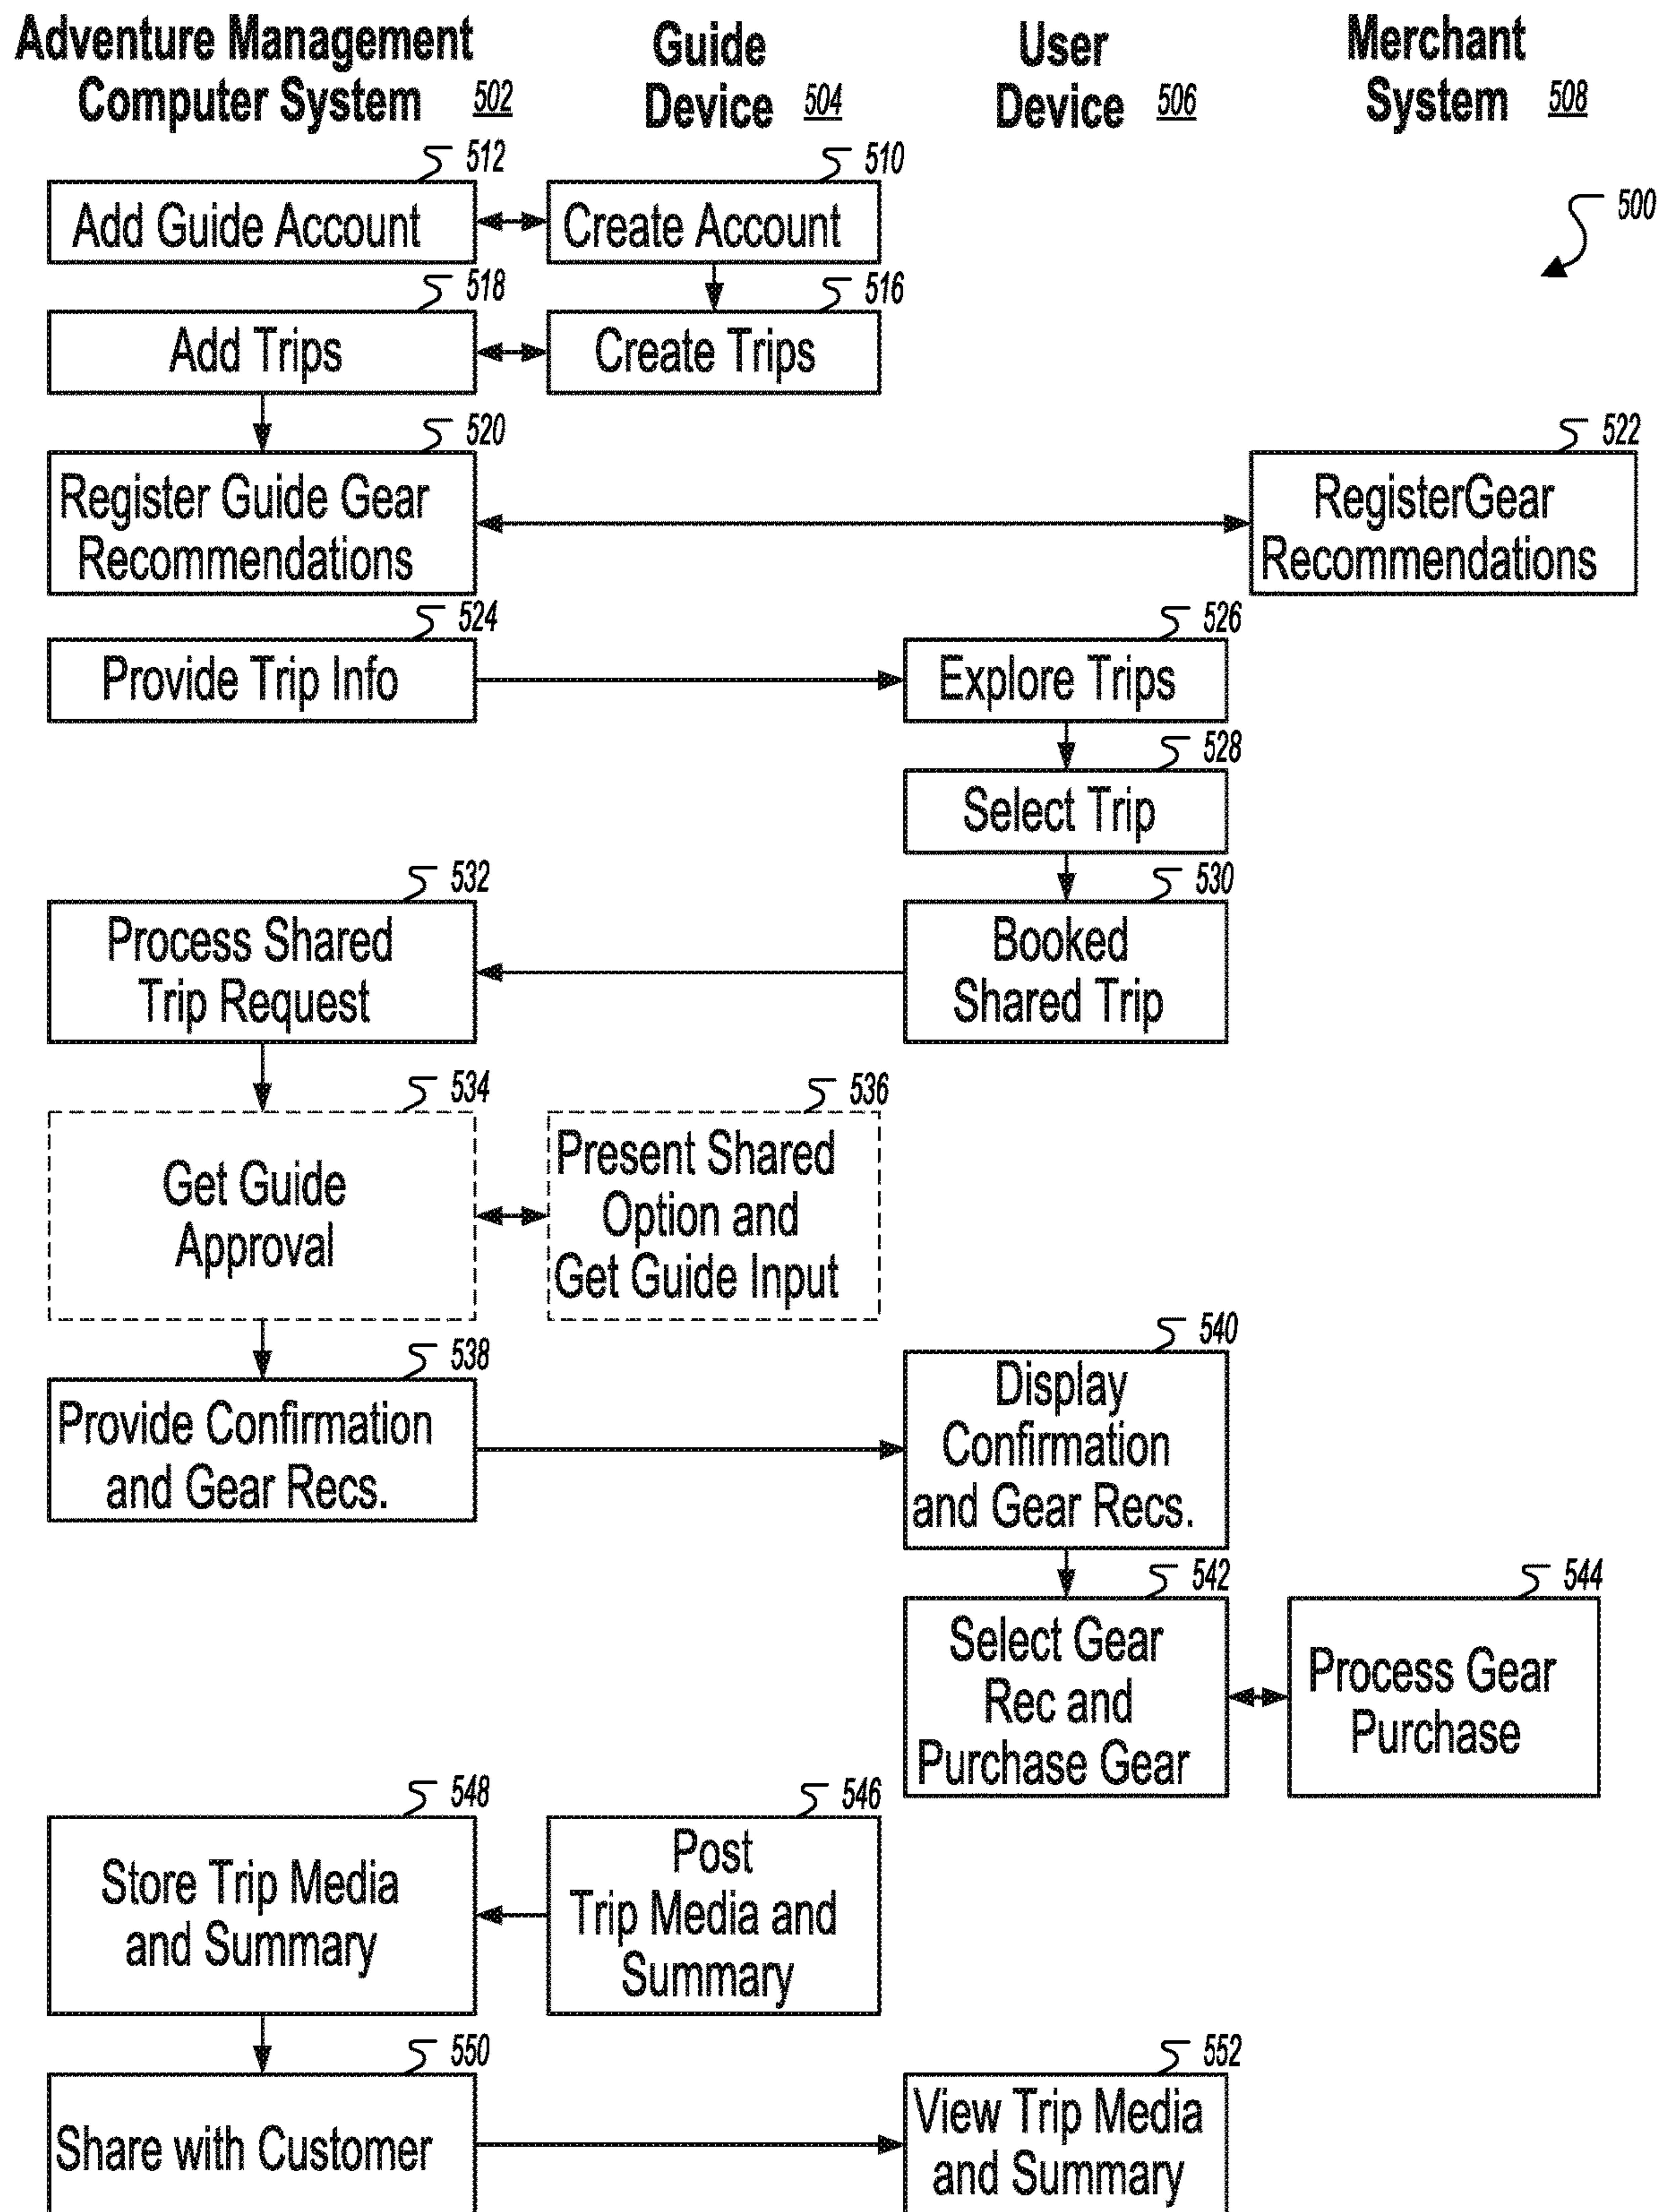 Adventure Management
Computer System 502
Guide
Device 504
User
Device 506
Merchant
System 508
500
512
Add Guide Account
510
Create Account
518
Add Trips
516
Create Trips
520
Register Guide Gear
Recommendations
522
RegisterGear
Recommendations
524
Provide Trip Info
526
Explore Trips
528
Select Trip
530
Booked
Shared Trip
532
Process Shared
Trip Request
534
Get Guide
Approval
536
Present Shared
Option and
Get Guide Input
538
Provide Confirmation
and Gear Recs.
540
Display
Confirmation
and Gear Recs.
542
Select Gear
Rec and
Purchase Gear
544
Process Gear
Purchase
548
Store Trip Media
and Summary
546
Post
Trip Media and
Summary
550
Share with Customer
552
View Trip Media
and Summary